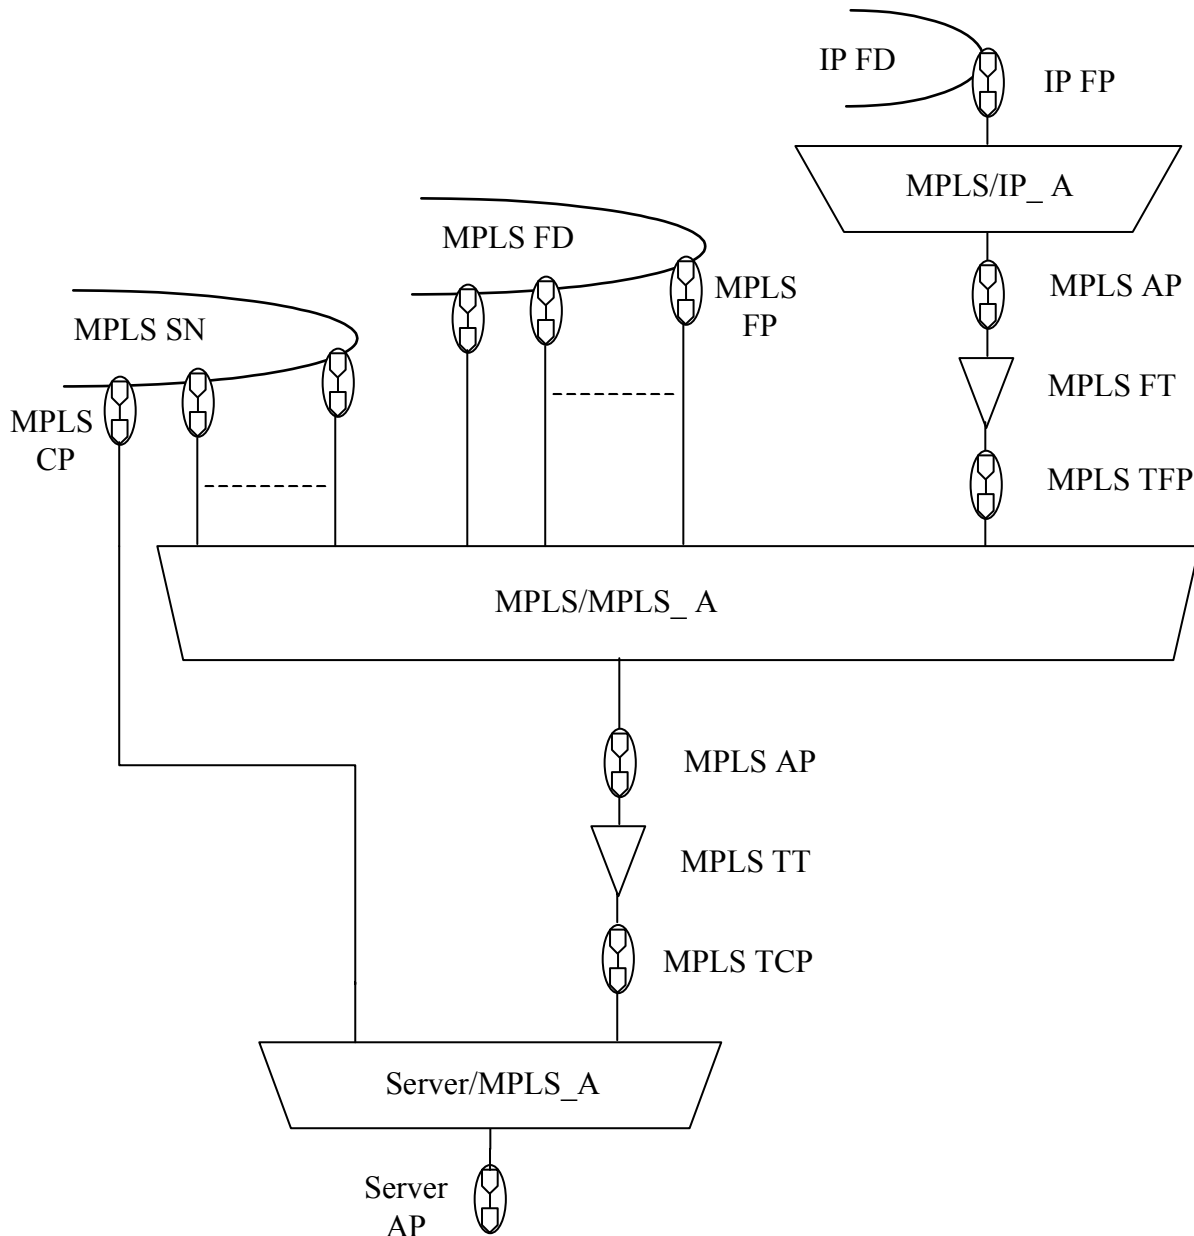 IP FD
IP FP
MPLS/IP_ A
MPLS FD
MPLS AP
MPLS
FP
MPLS SN
MPLS FT
MPLS
CP
MPLS TFP
MPLS/MPLS_ A
MPLS AP
MPLS TT
MPLS TCP
Server/MPLS_A
Server
AP